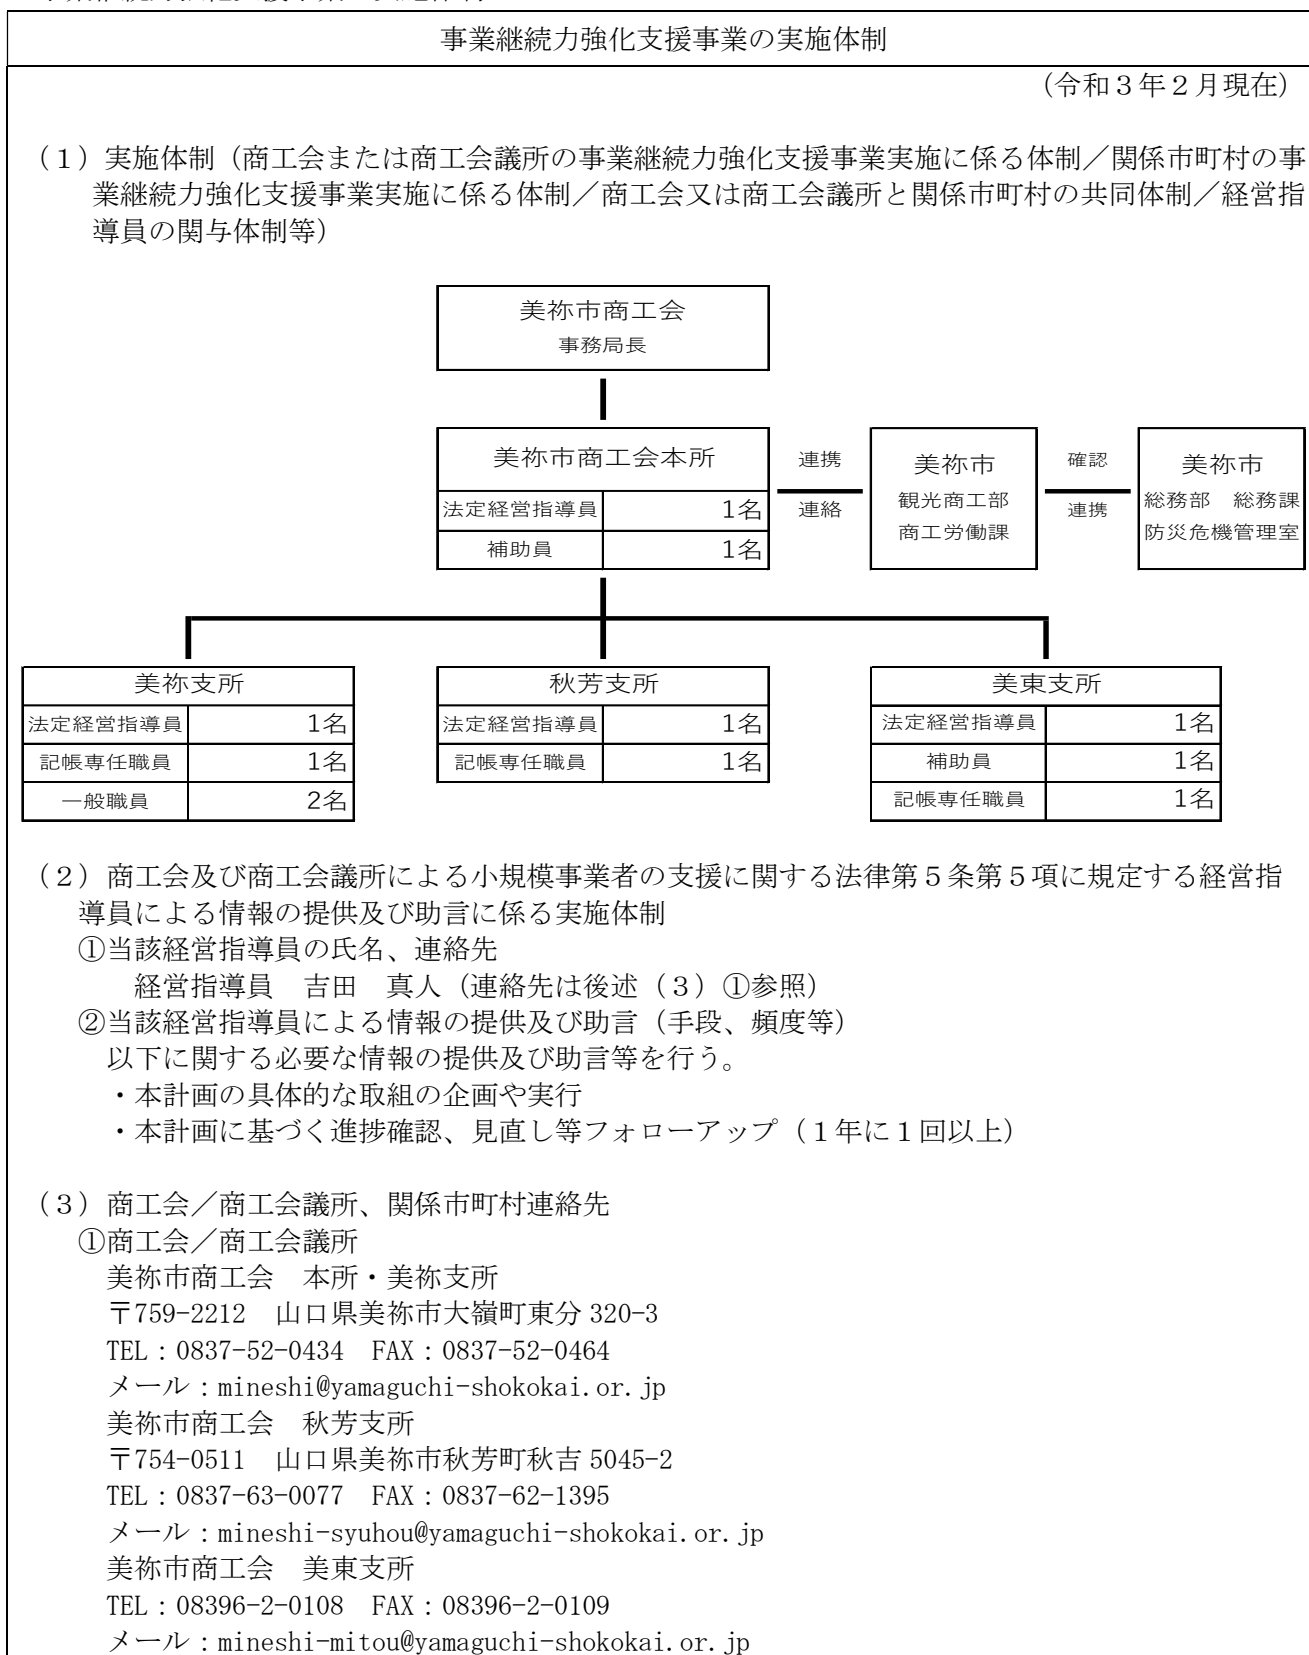 事業継続力強化支援事業の実施体制
（令和３年２月現在）
（１）実施体制（商工会または商工会議所の事業継続力強化支援事業実施に係る体制／関係市町村の事
業継続力強化支援事業実施に係る体制／商工会又は商工会議所と関係市町村の共同体制／経営指
導員の関与体制等）
美祢市商工会
事務局長
美祢市商工会本所
法定経営指導員 1名
補助員 1名
連携
連絡
美祢市
観光商工部
商工労働課
確認
連携
美祢市
総務部　総務課
防災危機管理室
美祢支所
法定経営指導員 1名
記帳専任職員 1名
一般職員 2名
秋芳支所
法定経営指導員 1名
記帳専任職員 1名
美東支所
法定経営指導員 1名
補助員 1名
記帳専任職員 1名
（２）商工会及び商工会議所による小規模事業者の支援に関する法律第５条第５項に規定する経営指
導員による情報の提供及び助言に係る実施体制
①当該経営指導員の氏名、連絡先
経営指導員　吉田　真人（連絡先は後述（３）①参照）
②当該経営指導員による情報の提供及び助言（手段、頻度等）
以下に関する必要な情報の提供及び助言等を行う。
・本計画の具体的な取組の企画や実行
・本計画に基づく進捗確認、見直し等フォローアップ（１年に１回以上）
（３）商工会／商工会議所、関係市町村連絡先
①商工会／商工会議所
美祢市商工会　本所・美祢支所
〒759-2212　山口県美祢市大嶺町東分 320-3
TEL：0837-52-0434　FAX：0837-52-0464
メール：mineshi@yamaguchi-shokokai.or.jp
美祢市商工会　秋芳支所
〒754-0511　山口県美祢市秋芳町秋吉 5045-2
TEL：0837-63-0077　FAX：0837-62-1395
メール：mineshi-syuhou@yamaguchi-shokokai.or.jp
美祢市商工会　美東支所
TEL：08396-2-0108　FAX：08396-2-0109
メール：mineshi-mitou@yamaguchi-shokokai.or.jp